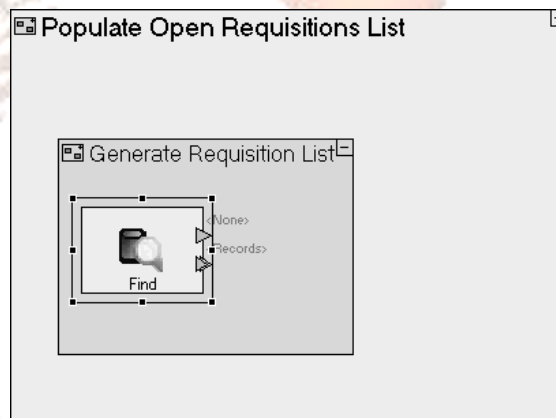 Populate Open Requisitions List
Generate Requisition List
<None>
Records>
Find